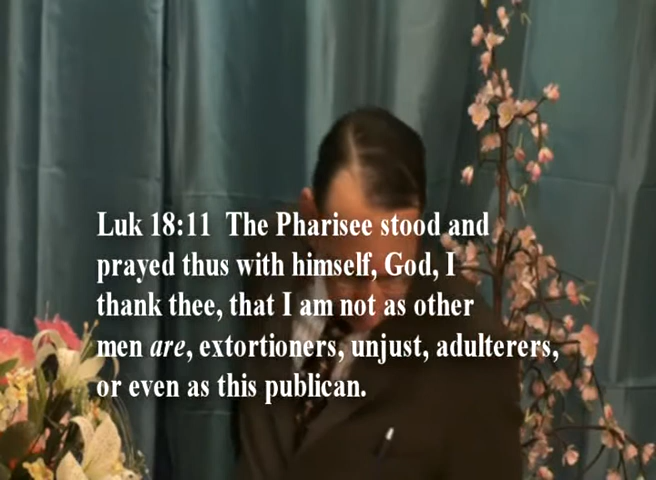 Luk 18:11 The Pharisee stood and
prayed thus with himself, God, I
thank thee, that I am not as other
men are, extortioners, unjust, adulterers,
or even as this publican.